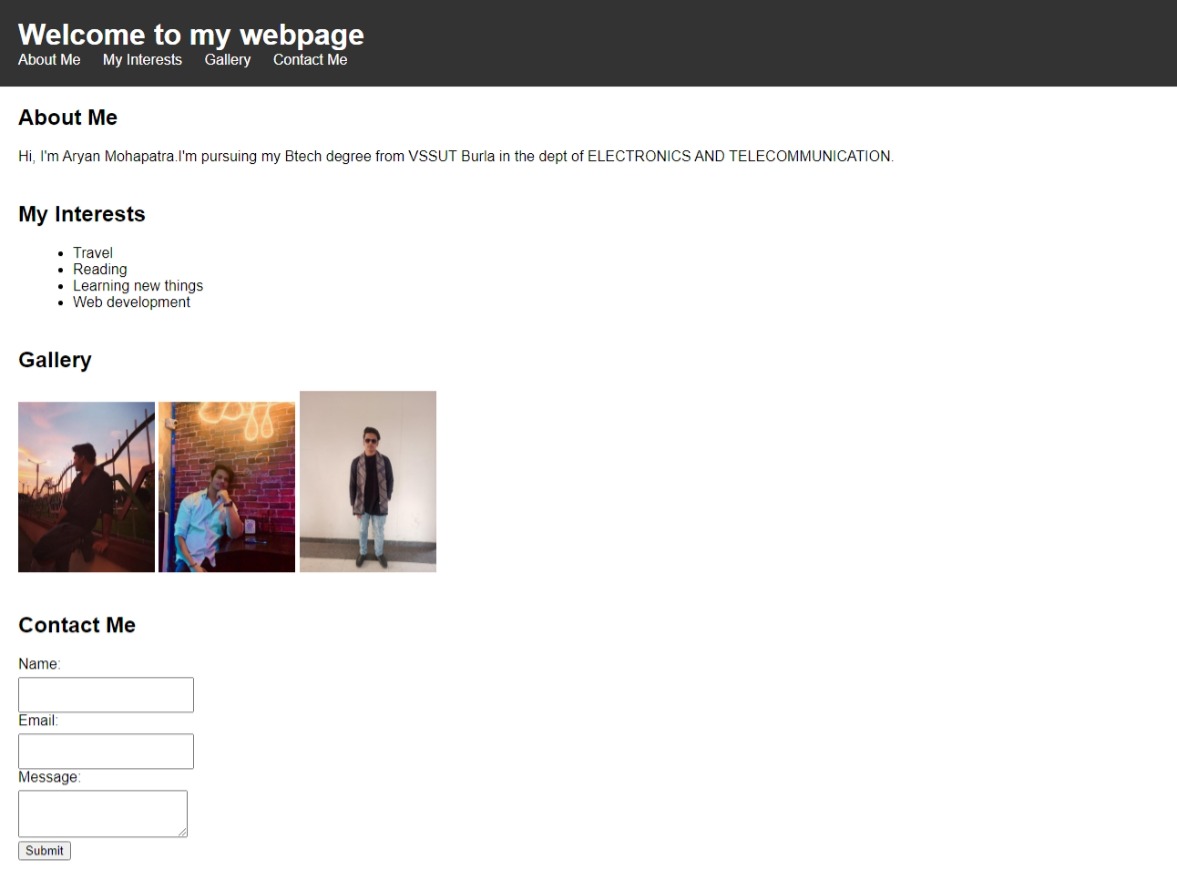 Welcome to my webpage
About Me My Interests Gallery Contact Me
About Me
Hi, I'm Aryan Mohapatra.I'm pursuing my Btech degree from VSSUT Burla in the dept of ELECTRONICS AND TELECOMMUNICATION.
My Interests
Travel
Reading
Learning new things
Web development
Gallery
Contact Me
Name:
Email:
Message:
Submit